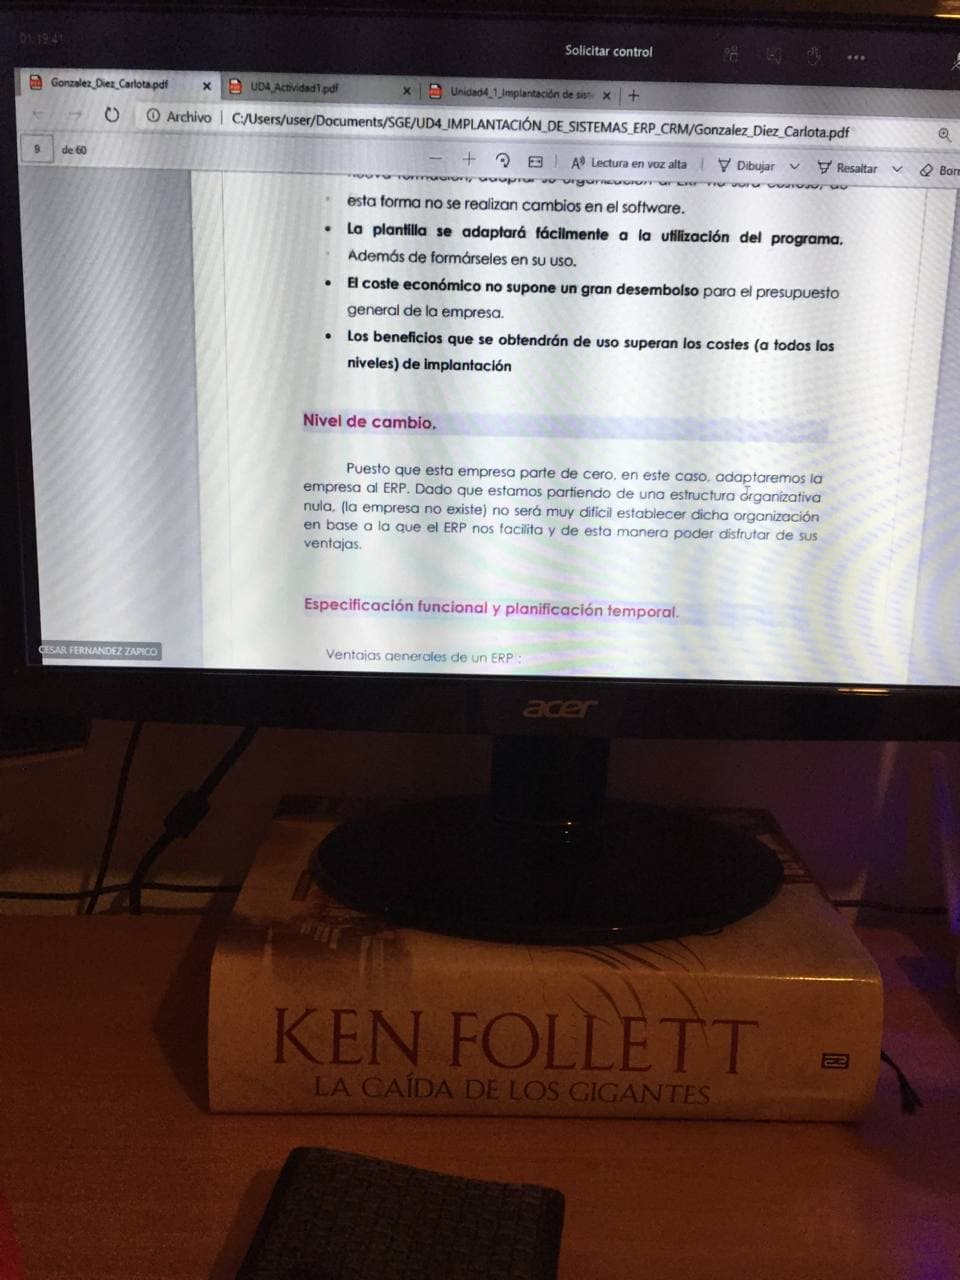 01:19:41
Solicitar control
Gonzalez_Diez_Carlota.pdf
UD4_Actividad1.pdf
Unidad4_1_Implantación de
Archivo
C:/Users/user/Documents/SGE/UD4_IMPLANTACIÓN_DE_SISTEMAS_ERP_CRM/Gonzalez_Diez_Carlota.pdf
9 de 60
Lectura en voz alta
Dibujar
Resaltar
esta forma no se realizan cambios en el software.
• La plantilla se adaptará fácilmente a la utilización del programa.
Además de formárseles en su uso.
• El coste económico no supone un gran desembolso para el presupuesto
general de la empresa.
• Los beneficios que se obtendrán de uso superan los costes (a todos los
niveles) de implantación
Nivel de cambio.
Puesto que esta empresa parte de cero, en este caso, adaptaremos la
empresa al ERP. Dado que estamos partiendo de una estructura organizativa
nula, (la empresa no existe) no será muy difícil establecer dicha organización
en base a la que el ERP nos facilita y de esta manera poder disfrutar de sus
ventajas.
Especificación funcional y planificación temporal.
Ventajas generales de un ERP:
CESAR FERNANDEZ ZAPICO
acer
KEN FOLLETT
LA CAÍDA DE LOS GIGANTES